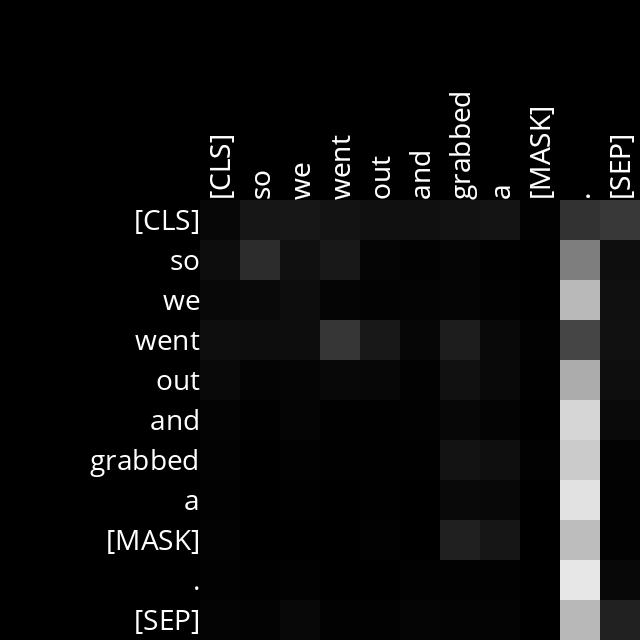 [CLS] so we went out and grabbed a [MASK] . [SEP]
[CLS]
so
we
went
out
and
grabbed
a
[MASK]
.
[SEP]